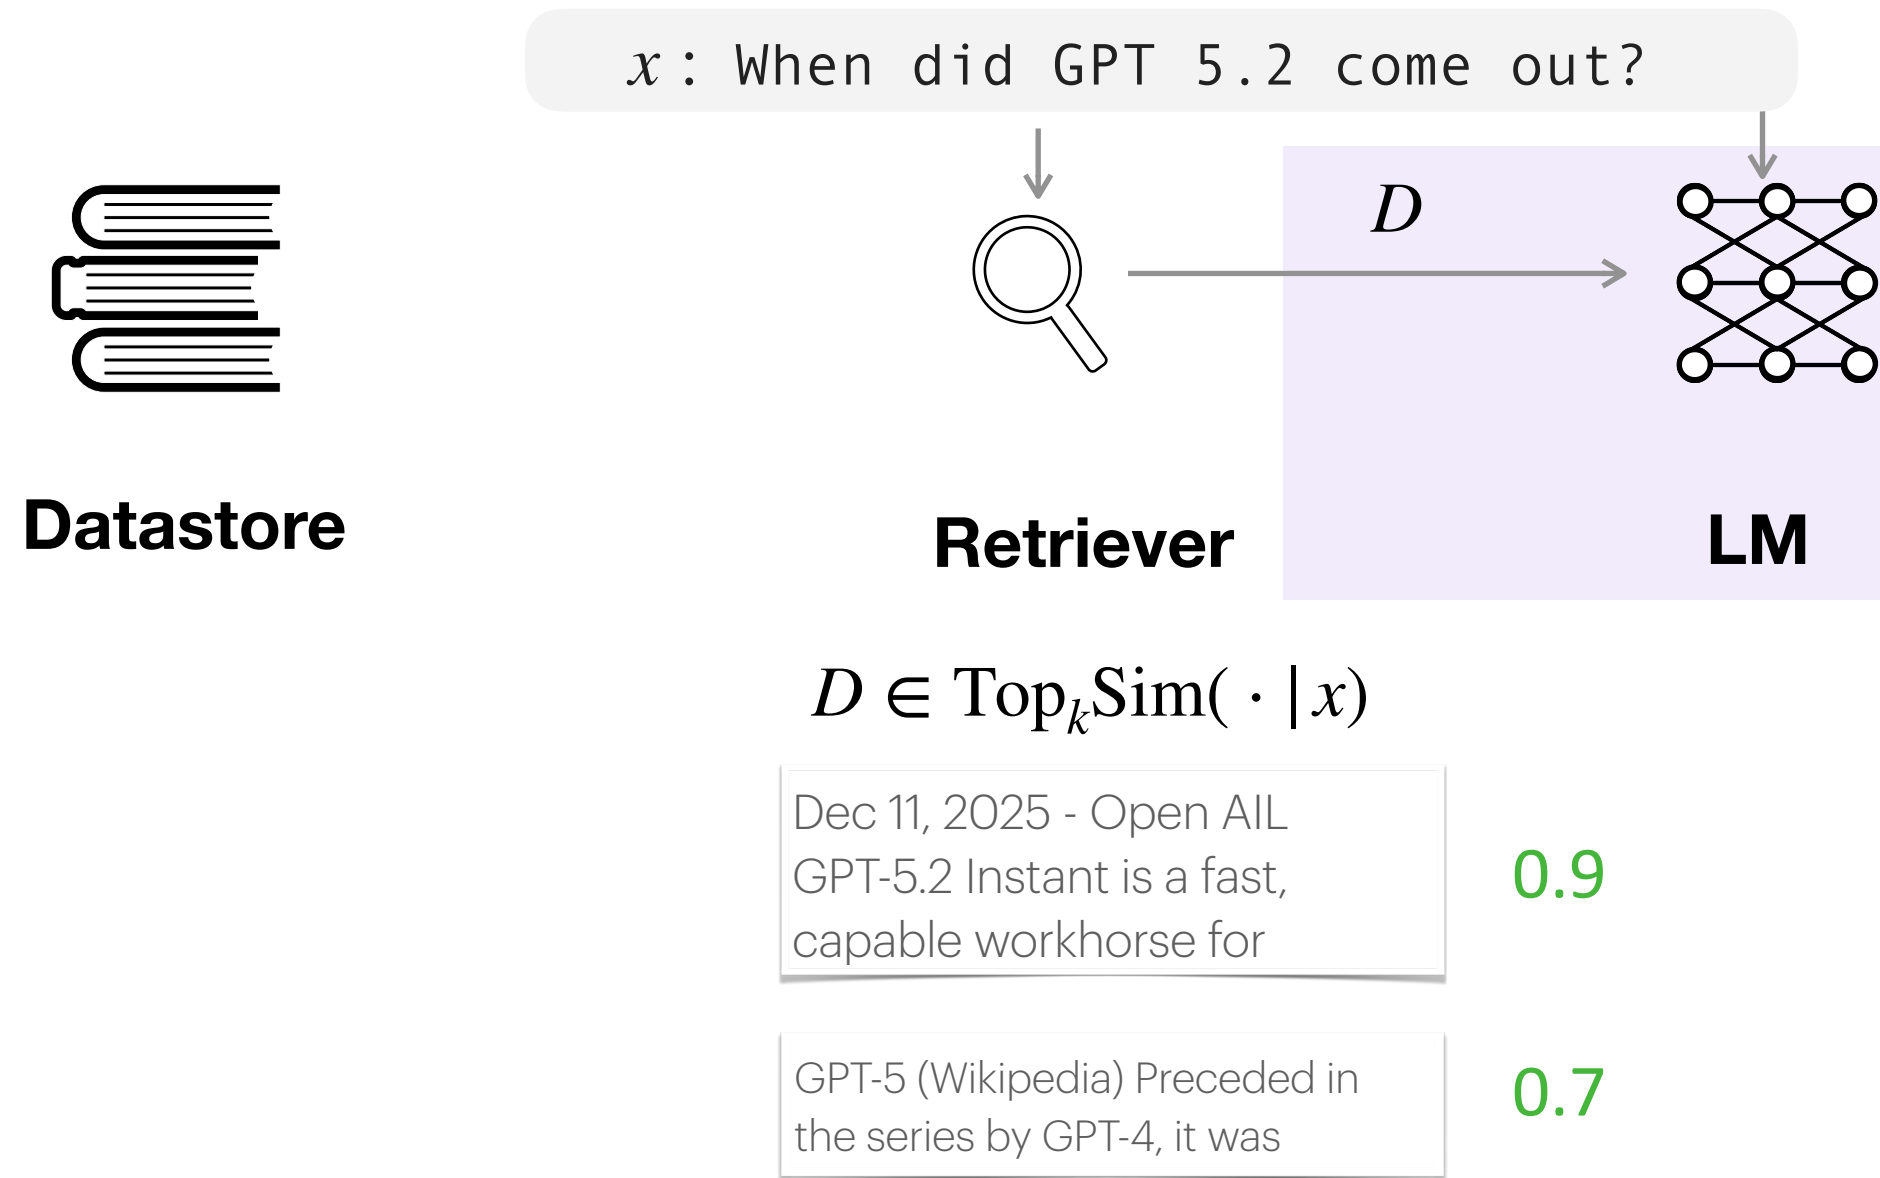 x: When did GPT 5.2 come out?
D
Datastore
Retriever
LM
D ∈ TopₖSim( · | x)
Dec 11, 2025 - Open AIL
GPT-5.2 Instant is a fast,
capable workhorse for
0.9
GPT-5 (Wikipedia) Preceded in
the series by GPT-4, it was
0.7